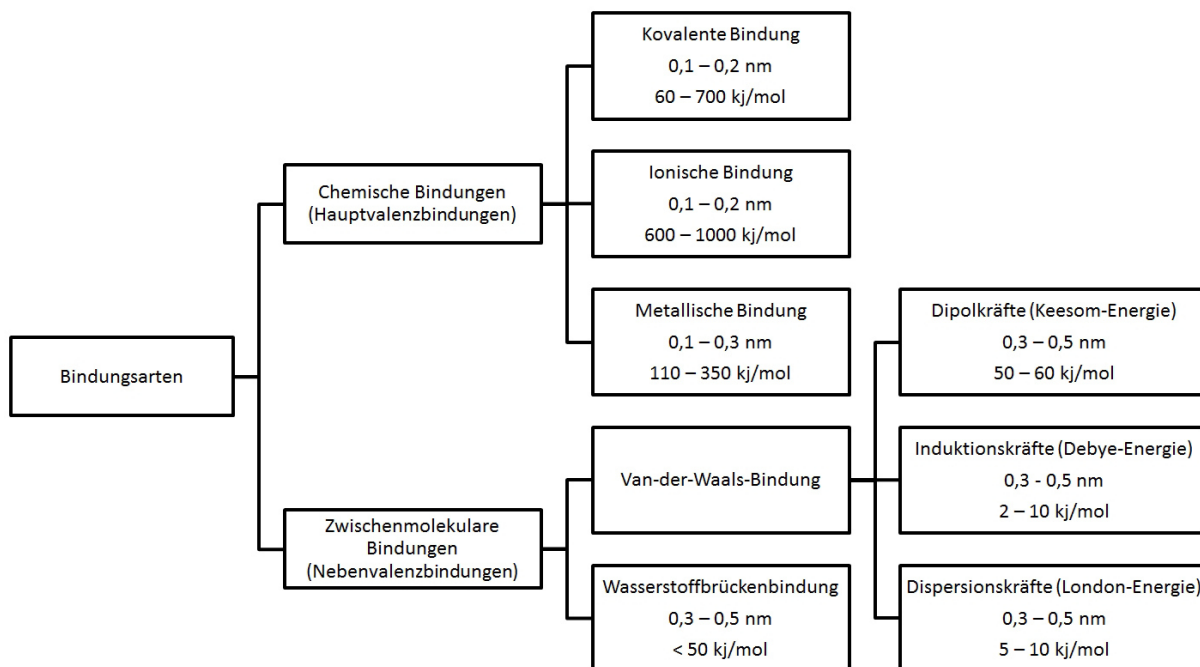 Bindungsarten
Chemische Bindungen
(Hauptvalenzbindungen)
Kovalente Bindung
0,1 – 0,2 nm
60 – 700 kj/mol
Ionische Bindung
0,1 – 0,2 nm
600 – 1000 kj/mol
Metallische Bindung
0,1 – 0,3 nm
110 – 350 kj/mol
Zwischenmolekulare
Bindungen
(Nebenvalenzbindungen)
Van-der-Waals-Bindung
Dipolkräfte (Keesom-Energie)
0,3 – 0,5 nm
50 – 60 kj/mol
Induktionskräfte (Debye-Energie)
0,3 - 0,5 nm
2 – 10 kj/mol
Dispersionskräfte (London-Energie)
0,3 – 0,5 nm
5 – 10 kj/mol
Wasserstoffbrückenbindung
0,3 – 0,5 nm
< 50 kj/mol